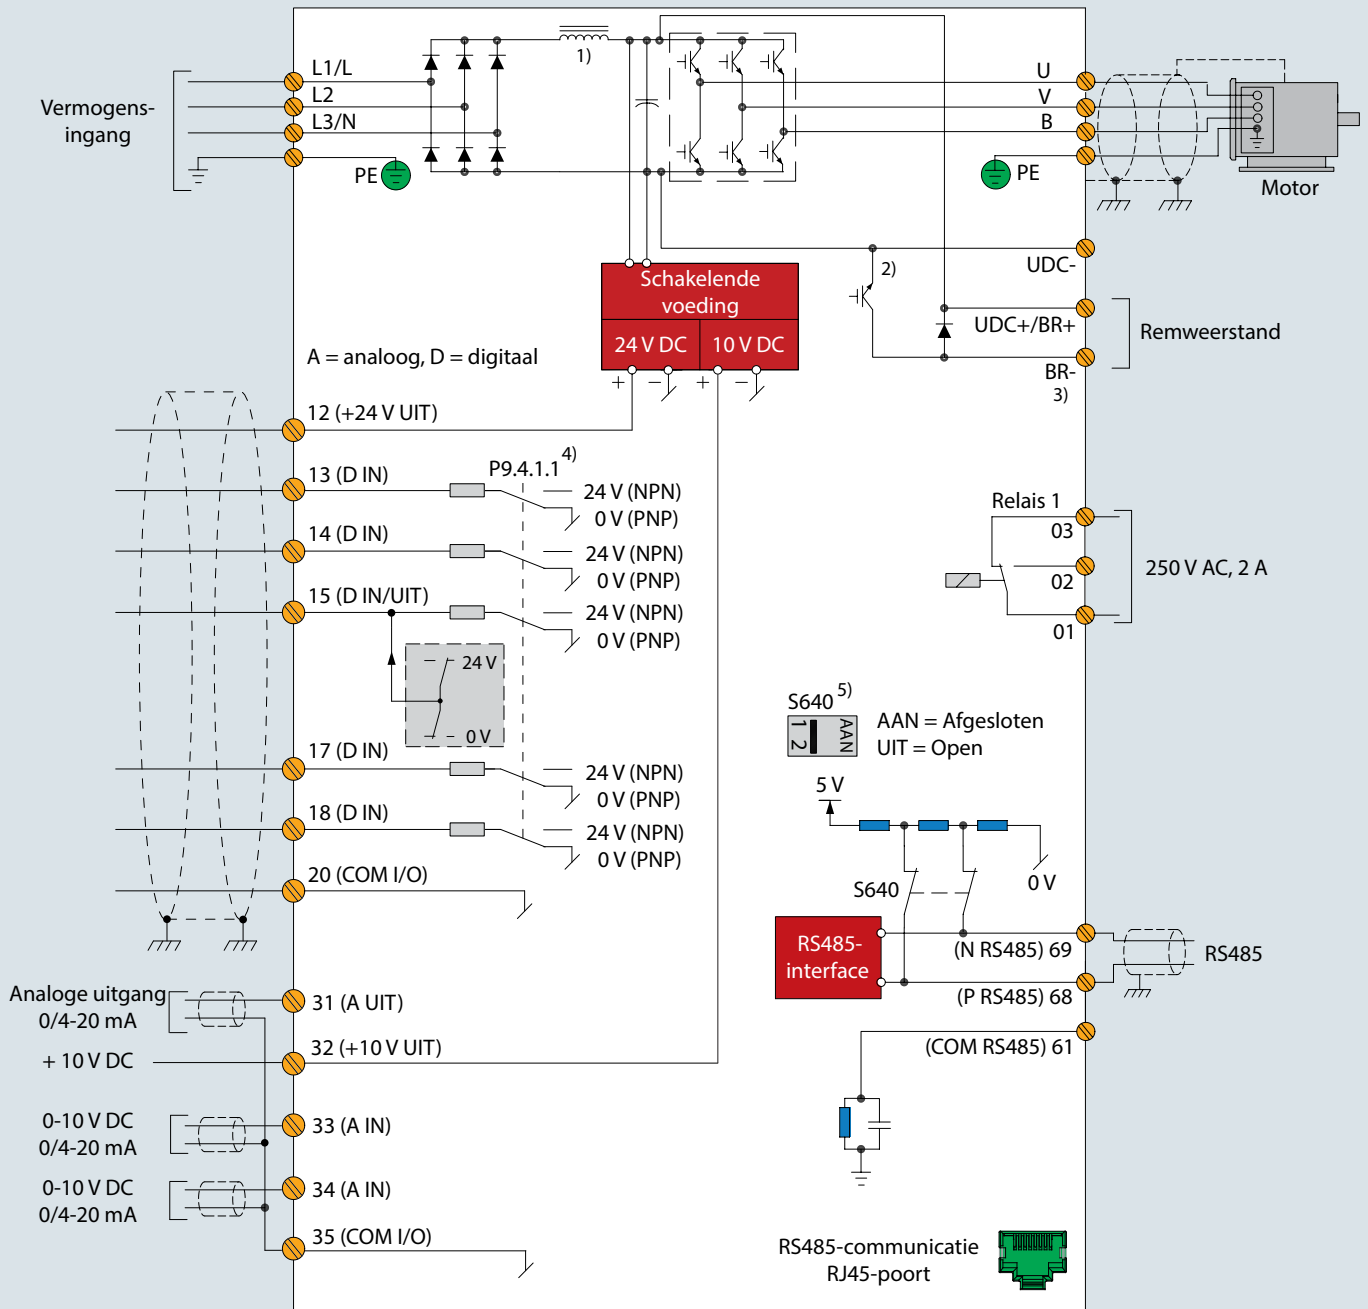 1)
L1/L
L2
L3/N
Vermogens-
ingang
PE
U
V
B
PE
Motor
UDC-
2)
UDC+/BR+
BR-
3)
Remweerstand
Schakelende
voeding
24 V DC
10 V DC
+
−
+
−
A = analoog, D = digitaal
12 (+24 V UIT)
P9.4.1.1 4)
13 (D IN)
24 V (NPN)
0 V (PNP)
14 (D IN)
24 V (NPN)
0 V (PNP)
15 (D IN/UIT)
24 V (NPN)
0 V (PNP)
24 V
0 V
17 (D IN)
24 V (NPN)
0 V (PNP)
18 (D IN)
24 V (NPN)
0 V (PNP)
20 (COM I/O)
Relais 1
03
02
01
250 V AC, 2 A
S640 5)
1 2
AAN
AAN = Afgesloten
UIT = Open
5 V
0 V
S640
RS485-
interface
(N RS485) 69
(P RS485) 68
RS485
(COM RS485) 61
Analoge uitgang
0/4-20 mA
31 (A UIT)
+ 10 V DC
32 (+10 V UIT)
0-10 V DC
0/4-20 mA
33 (A IN)
0-10 V DC
0/4-20 mA
34 (A IN)
35 (COM I/O)
RS485-communicatie
RJ45-poort